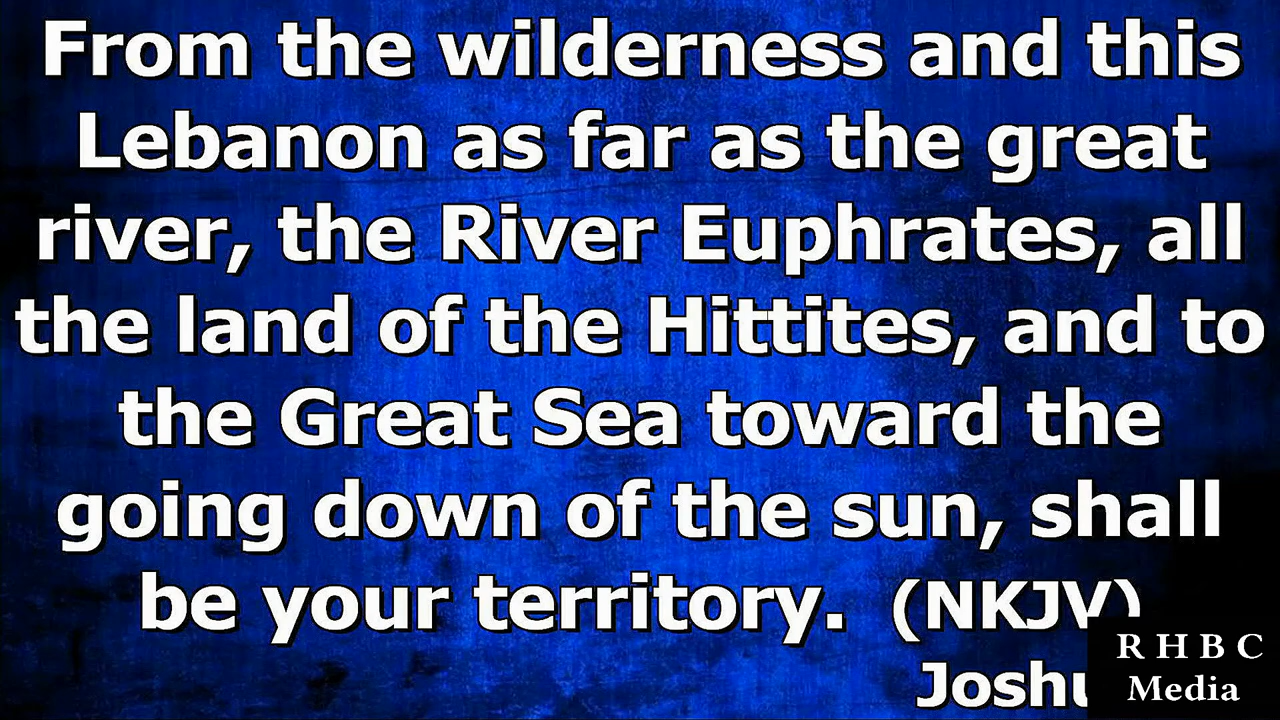 From the wilderness and this
Lebanon as far as the great
river, the River Euphrates, all
the land of the Hittites, and to
the Great Sea toward the
going down of the sun, shall
be your territory. (NKJV)
R H B C
Media